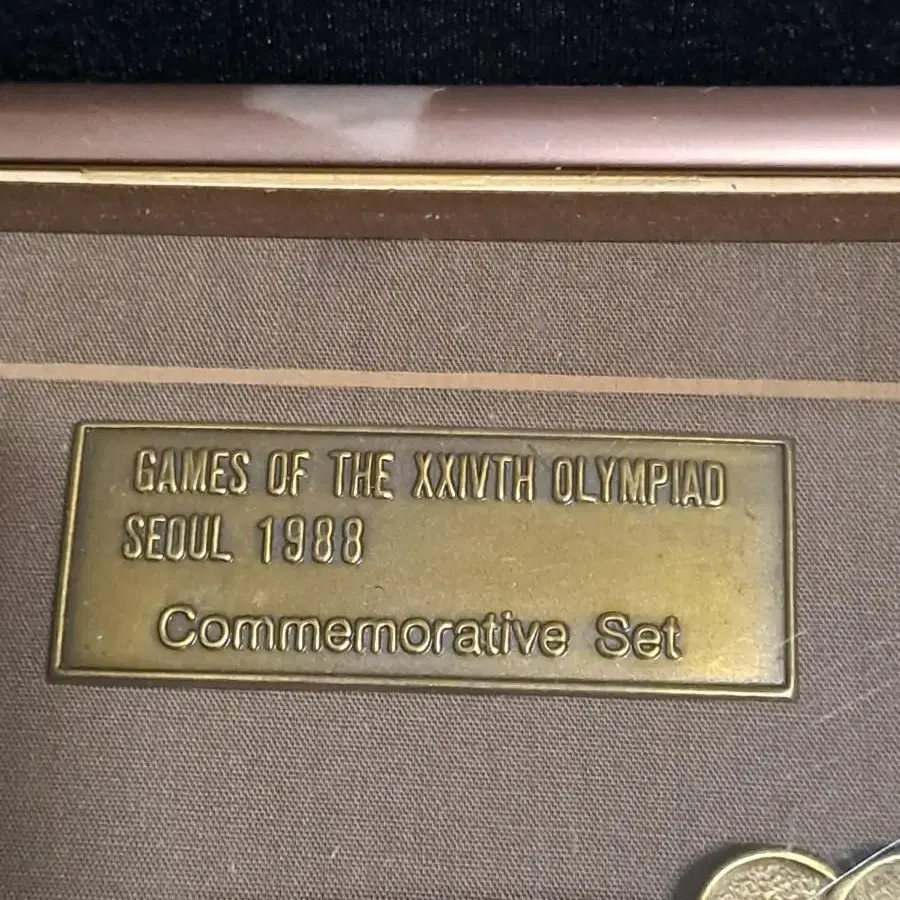 GAMES OF THE XXIVTH OLYMPIAD
SEOUL 1988
Commemorative Set